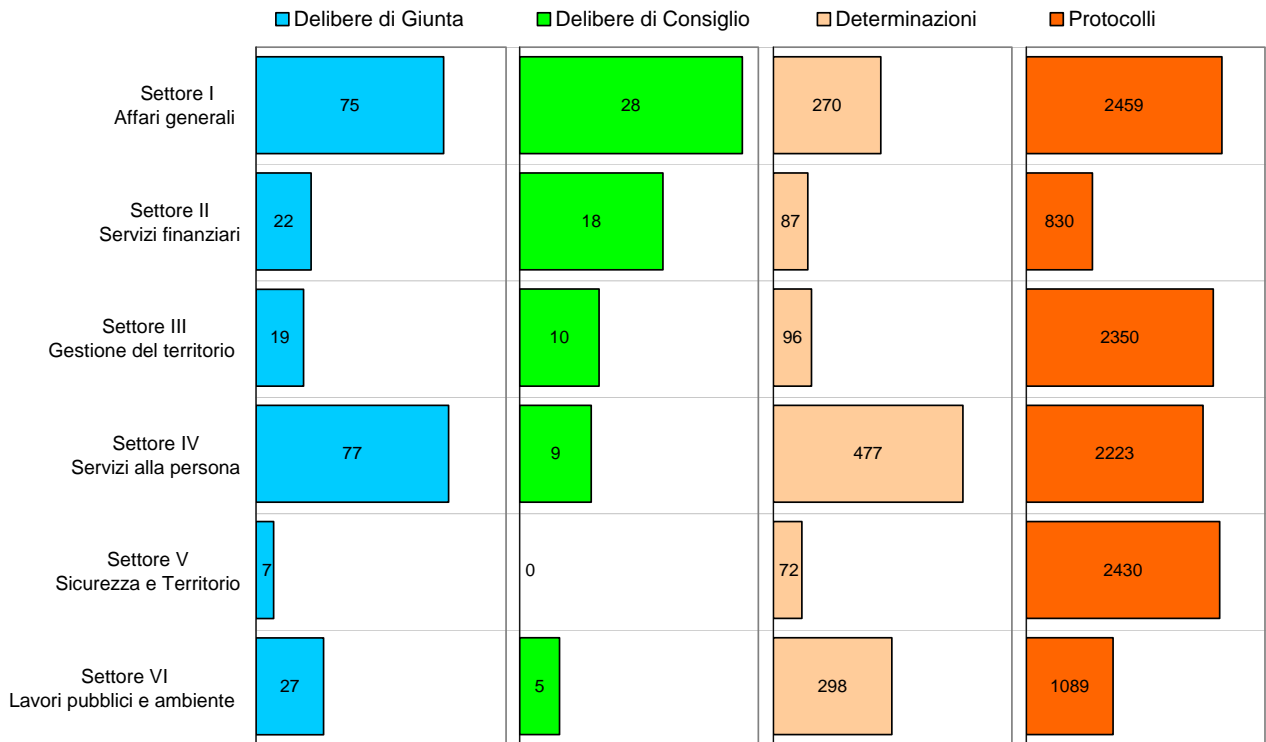 Delibere di Giunta Delibere di Consiglio Determinazioni Protocolli
Settore I
Affari generali
75 28 270 2459
Settore II
Servizi finanziari
22 18 87 830
Settore III
Gestione del territorio
19 10 96 2350
Settore IV
Servizi alla persona
77 9 477 2223
Settore V
Sicurezza e Territorio
7 0 72 2430
Settore VI
Lavori pubblici e ambiente
27 5 298 1089